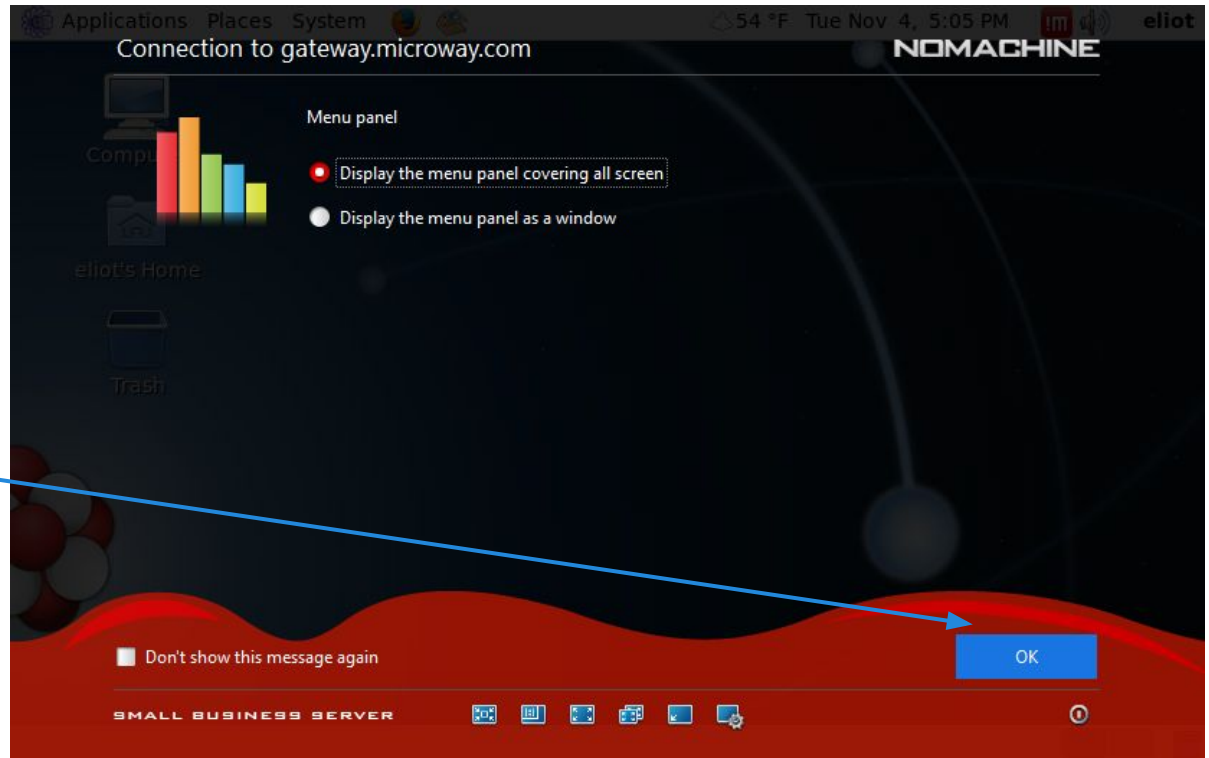 Applications Places System 54 °F Tue Nov 4, 5:05 PM im eliot
Connection to gateway.microway.com NOMACHINE
Menu panel
Display the menu panel covering all screen
Display the menu panel as a window
eliot's Home
Trash
Don't show this message again
OK
SMALL BUSINESS SERVER